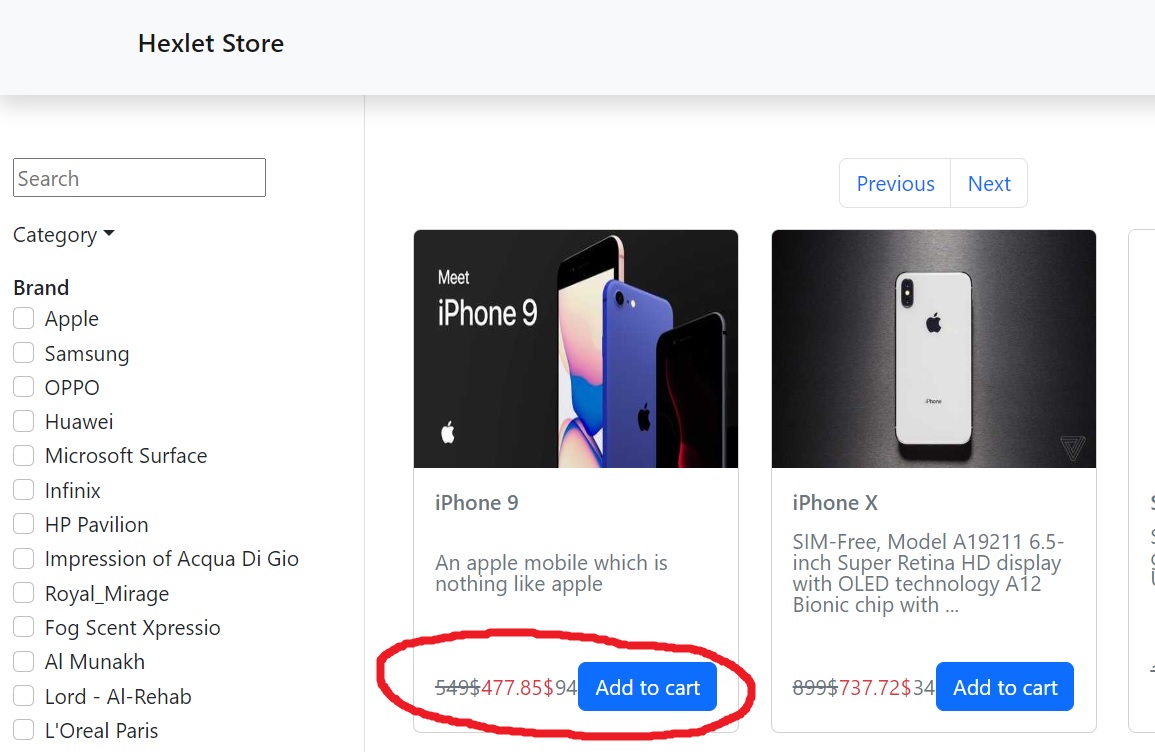 Hexlet Store
Search
Category
Brand
Apple
Samsung
OPPO
Huawei
Microsoft Surface
Infinix
HP Pavilion
Impression of Acqua Di Gio
Royal_Mirage
Fog Scent Xpressio
Al Munakh
Lord - Al-Rehab
L'Oreal Paris
Previous
Next
Meet
iPhone 9
iPhone 9
An apple mobile which is
nothing like apple
549$477.85$94
Add to cart
iPhone
iPhone X
SIM-Free, Model A19211 6.5-
inch Super Retina HD display
with OLED technology A12
Bionic chip with ...
899$737.72$34
Add to cart